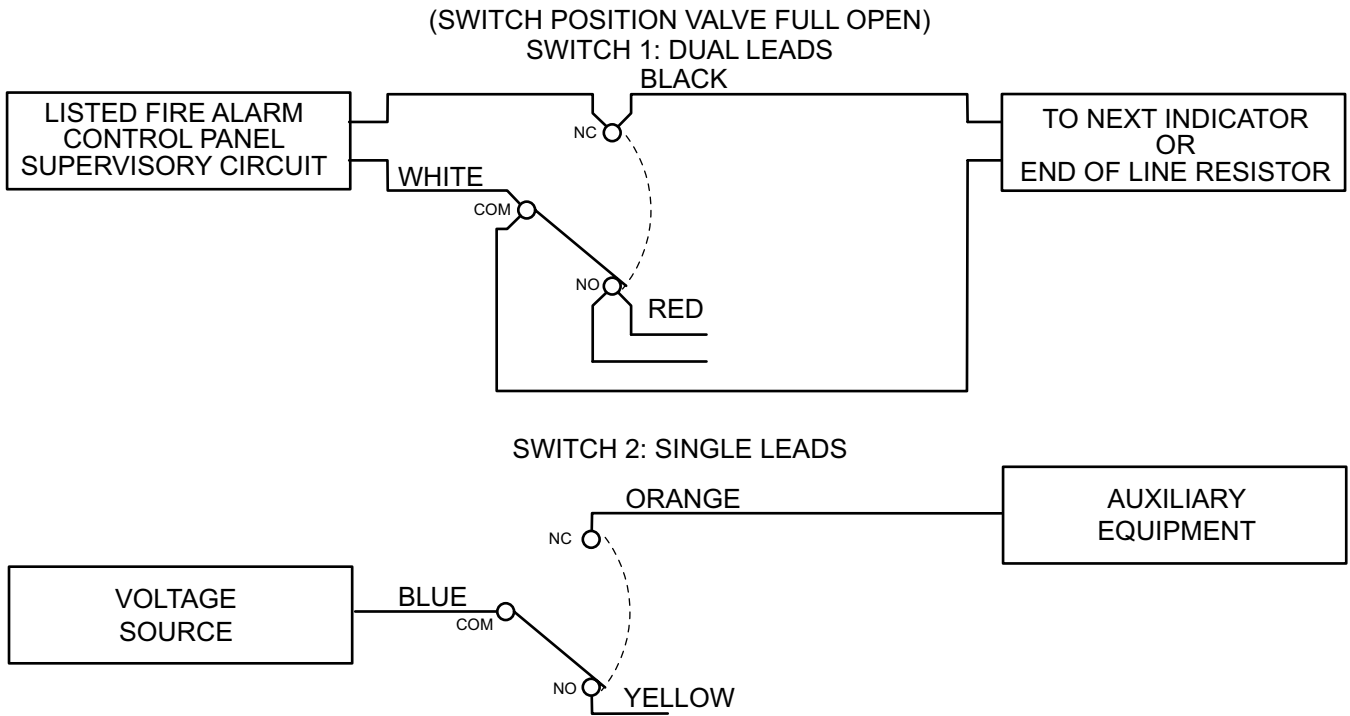 (SWITCH POSITION VALVE FULL OPEN)
SWITCH 1: DUAL LEADS
BLACK
LISTED FIRE ALARM
CONTROL PANEL
SUPERVISORY CIRCUIT
NC
TO NEXT INDICATOR
OR
END OF LINE RESISTOR
WHITE
COM
NO
RED
SWITCH 2: SINGLE LEADS
ORANGE
NC
AUXILIARY
EQUIPMENT
VOLTAGE
SOURCE
BLUE
COM
NO
YELLOW